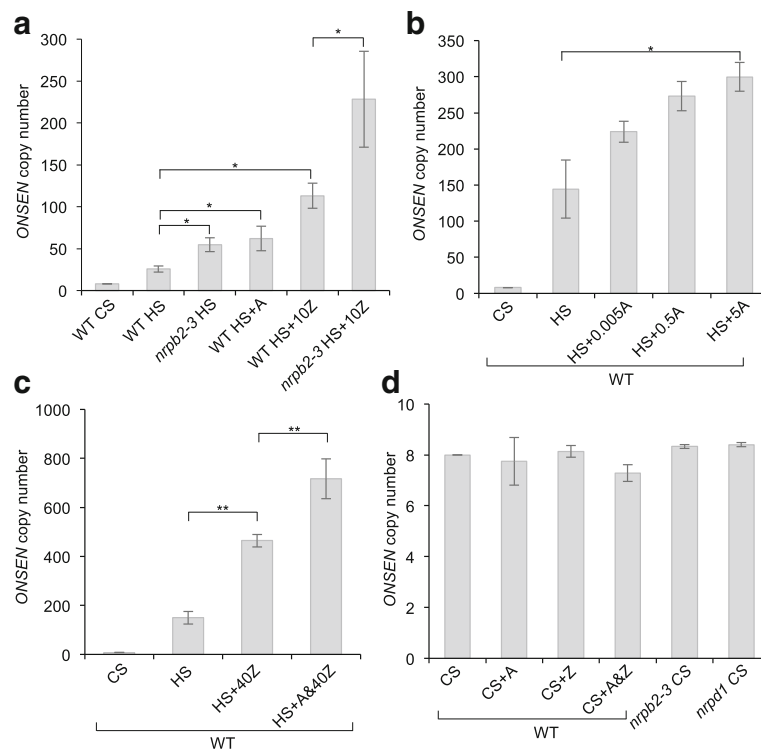 a
ONSEN copy number
300
250
200
150
100
50
0
*
*
*
*
WT CS
WT HS
nrpb2-3 HS
WT HS+A
WT HS+10Z
nrpb2-3 HS+10Z
b
ONSEN copy number
350
300
250
200
150
100
50
0
*
CS
HS
HS+0.005A
HS+0.5A
HS+5A
WT
c
ONSEN copy number
1000
800
600
400
200
0
**
**
CS
HS
HS+40Z
HS+A&40Z
WT
d
ONSEN copy number
10
8
6
4
2
0
CS
CS+A
CS+Z
CS+A&Z
nrpb2-3 CS
nrpd1 CS
WT